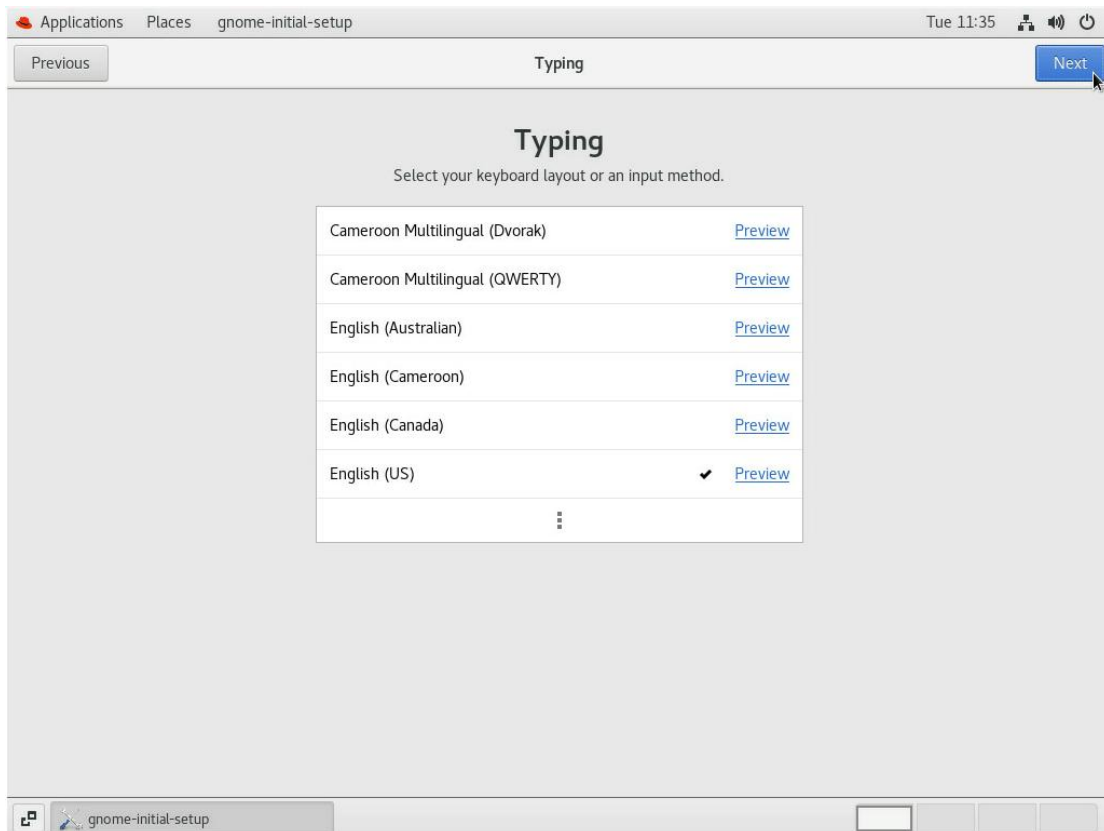 Applications Places gnome-initial-setup Tue 11:35
Previous Typing Next
Typing
Select your keyboard layout or an input method.
Cameroon Multilingual (Dvorak) Preview
Cameroon Multilingual (QWERTY) Preview
English (Australian) Preview
English (Cameroon) Preview
English (Canada) Preview
English (US) Preview
gnome-initial-setup